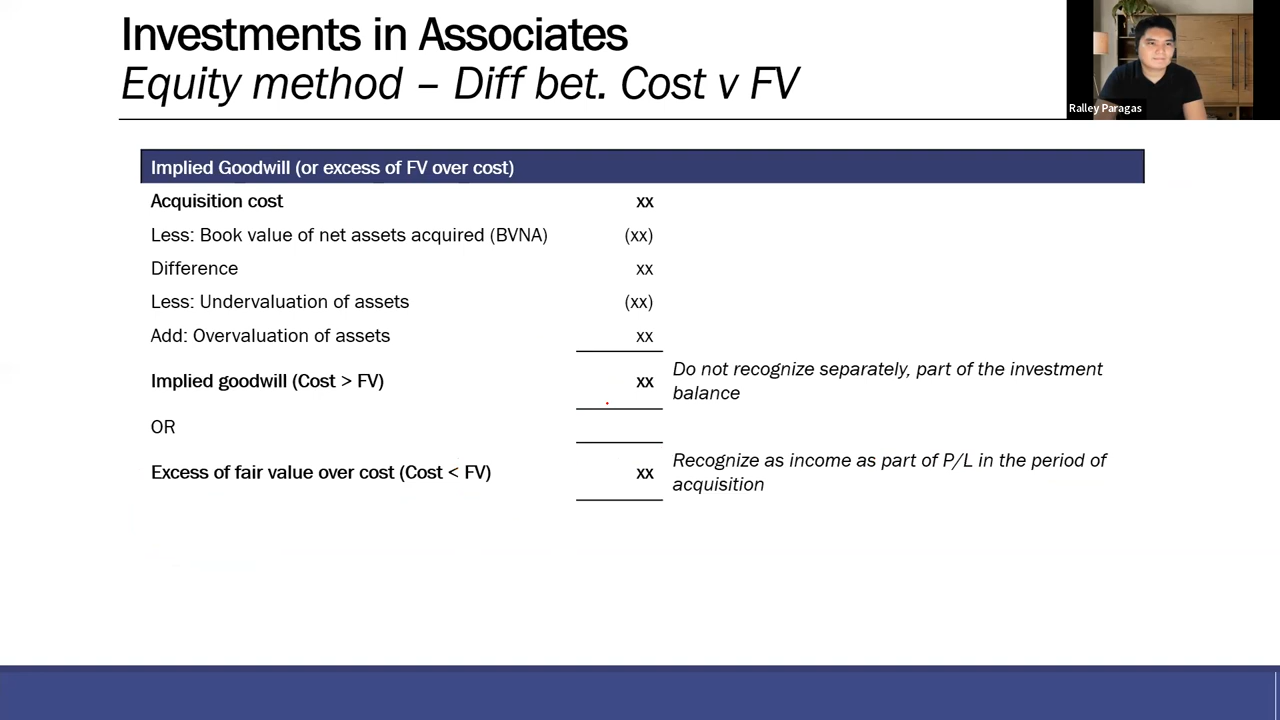 Investments in Associates
Equity method – Diff bet. Cost v FV
Ralley Paragas
Implied Goodwill (or excess of FV over cost)
Acquisition cost xx
Less: Book value of net assets acquired (BVNA) (xx)
Difference xx
Less: Undervaluation of assets (xx)
Add: Overvaluation of assets xx
Implied goodwill (Cost > FV) xx Do not recognize separately, part of the investment
balance
OR
Excess of fair value over cost (Cost < FV) xx Recognize as income as part of P/L in the period of
acquisition